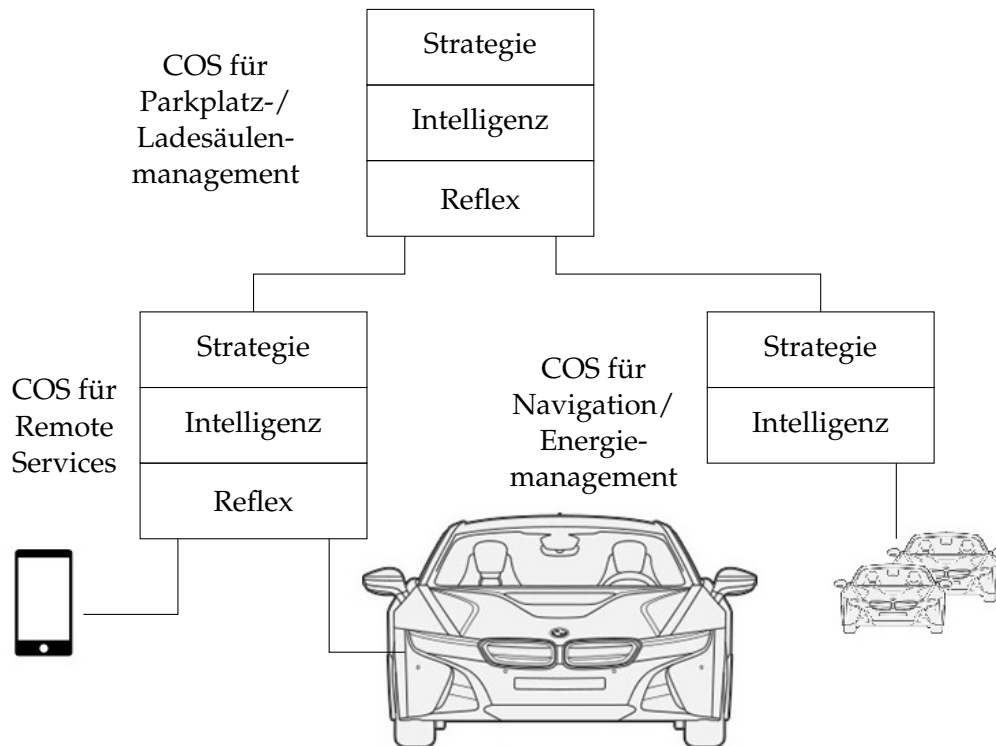 COS für
Parkplatz-/
Ladesäulen-
management
Strategie
Intelligenz
Reflex
COS für
Remote
Services
Strategie
Intelligenz
Reflex
COS für
Navigation/
Energie-
management
Strategie
Intelligenz